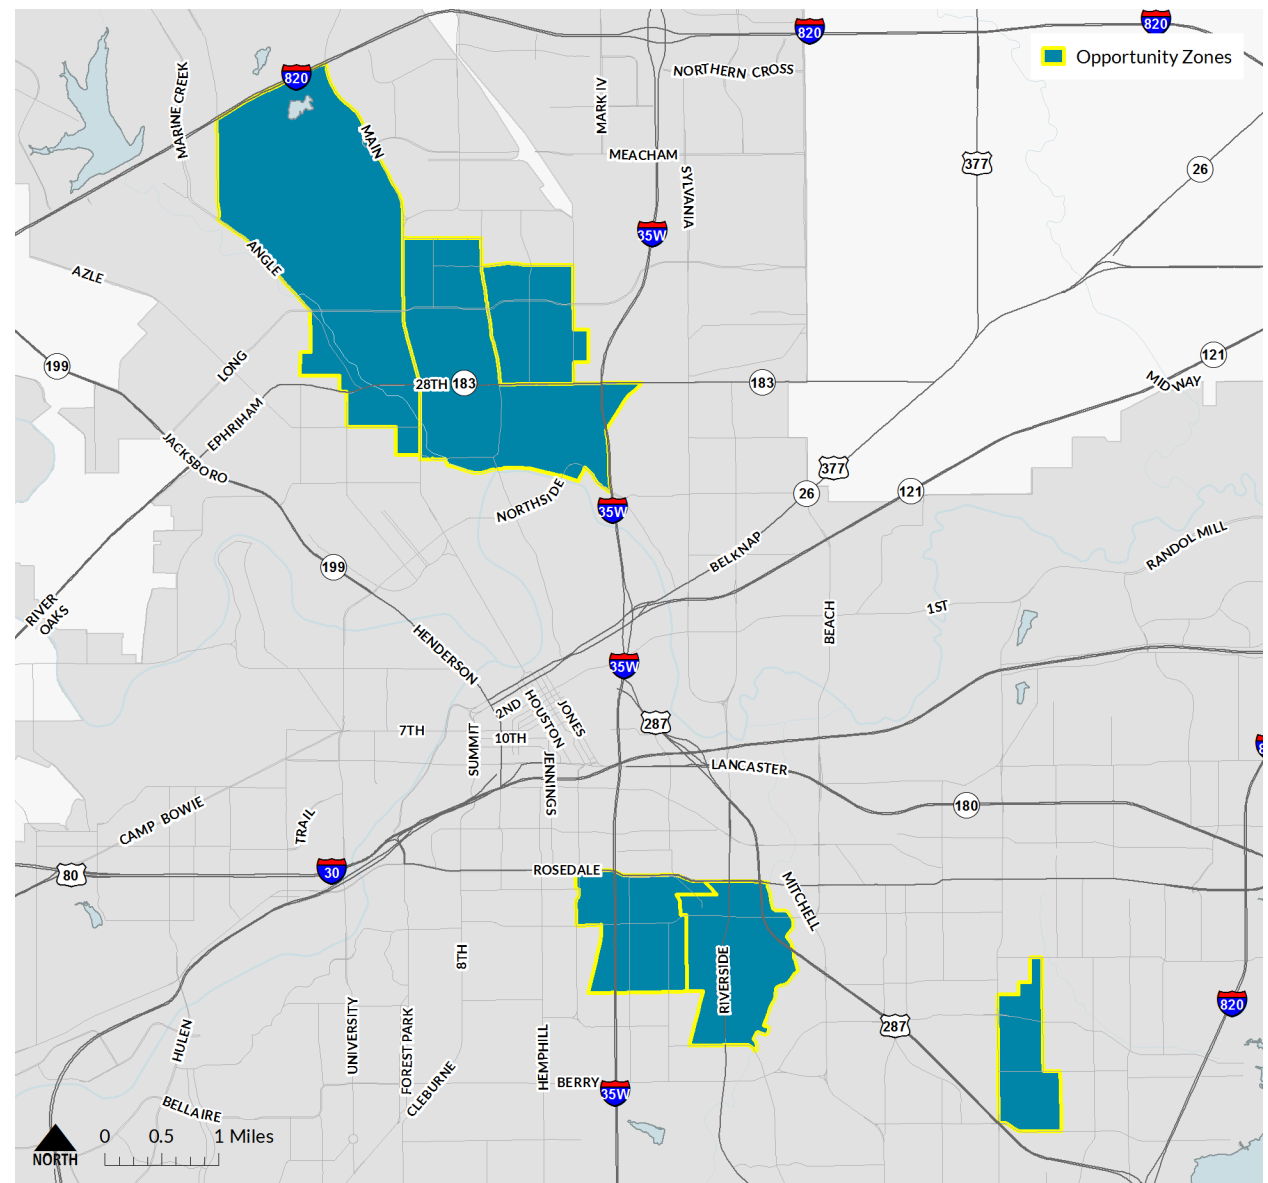 820
820
Opportunity Zones
820
NORTHERN CROSS
MARINE CREEK
MARK IV
MAIN
MEACHAM
377
26
SYLVANIA
35W
ANGLE
AZLE
199
LONG
28TH
183
183
121
MIDWAY
EPHRIHAM
JACKSBORO
377
26
121
NORTHSIDE
35W
BELKNAP
RANDOL MILL
199
RIVER
OAKS
HENDERSON
BEACH
1ST
35W
2ND
HOUSTON
JONES
287
7TH
SUMMIT
10TH
JENNINGS
LANCASTER
180
CAMP BOWIE
TRAIL
80
30
ROSEDALE
MITCHELL
8TH
RIVERSIDE
820
287
HULEN
UNIVERSITY
FOREST PARK
CLEBURNE
HEMPHILL
BERRY
35W
BELLAIRE
NORTH
0 0.5 1 Miles